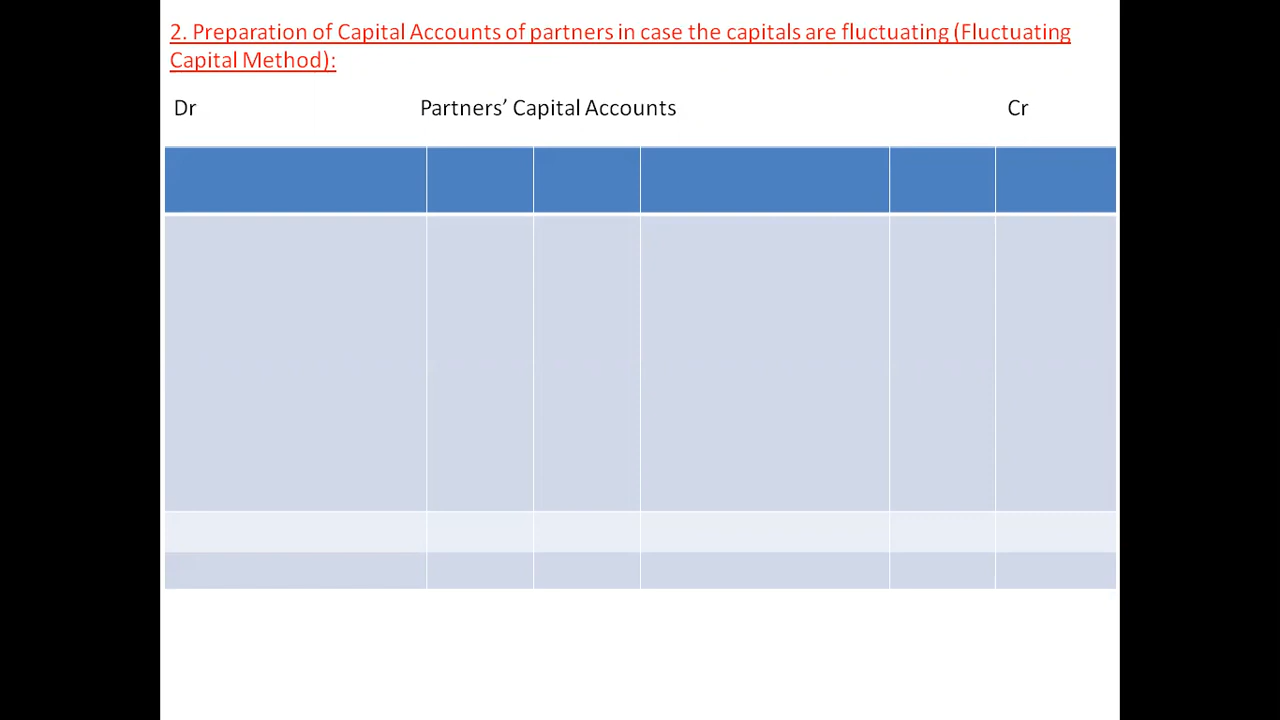 2. Preparation of Capital Accounts of partners in case the capitals are fluctuating (Fluctuating
Capital Method):
Dr Partners’ Capital Accounts Cr